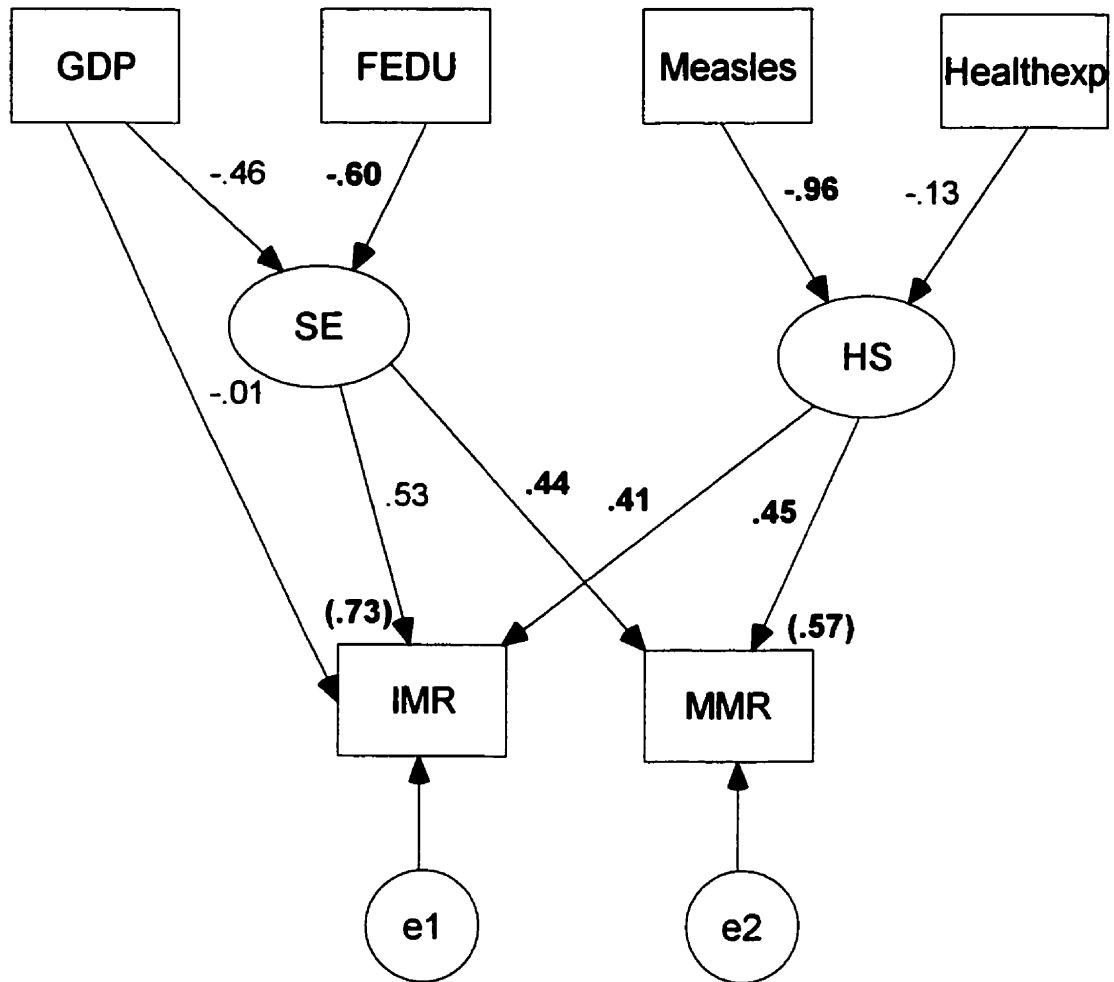 GDP
FEDU
Measles
Healthexp
-.46
-.60
-.96
-.13
SE
HS
-.01
.53
.44
.41
.45
(.73)
(.57)
IMR
MMR
e1
e2